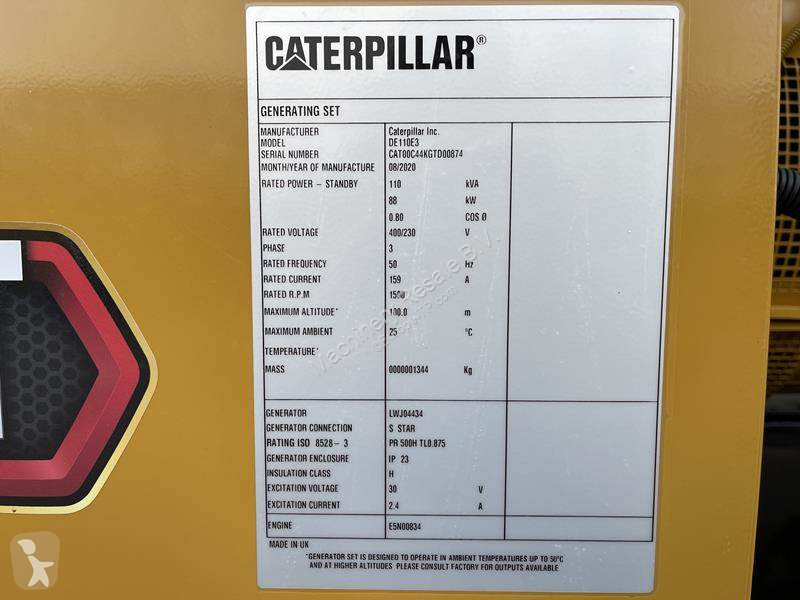 CATERPILLAR®
GENERATING SET
MANUFACTURER Caterpillar Inc.
MODEL DE110E3
SERIAL NUMBER CAT00C44KGTD00874
MONTH/YEAR OF MANUFACTURE 08/2020
RATED POWER – STANDBY 110 kVA
88 kW
0.80 COS Ø
RATED VOLTAGE 400/230 V
PHASE 3
RATED FREQUENCY 50 Hz
RATED CURRENT 159 A
RATED R.P.M 1500
MAXIMUM ALTITUDE* 100.0 m
MAXIMUM AMBIENT 25 °C
TEMPERATURE*
MASS 0000001344 Kg
GENERATOR LWJ04434
GENERATOR CONNECTION S STAR
RATING ISO 8528 – 3 PR 500H TL0.875
GENERATOR ENCLOSURE IP 23
INSULATION CLASS H
EXCITATION VOLTAGE 30 V
EXCITATION CURRENT 2.4 A
ENGINE E5N00834
MADE IN UK
*GENERATOR SET IS DESIGNED TO OPERATE IN AMBIENT TEMPERATURES UP TO 50°C
AND AT HIGHER ALTITUDES PLEASE CONSULT FACTORY FOR OUTPUTS AVAILABLE
Machinery Resale B.V.